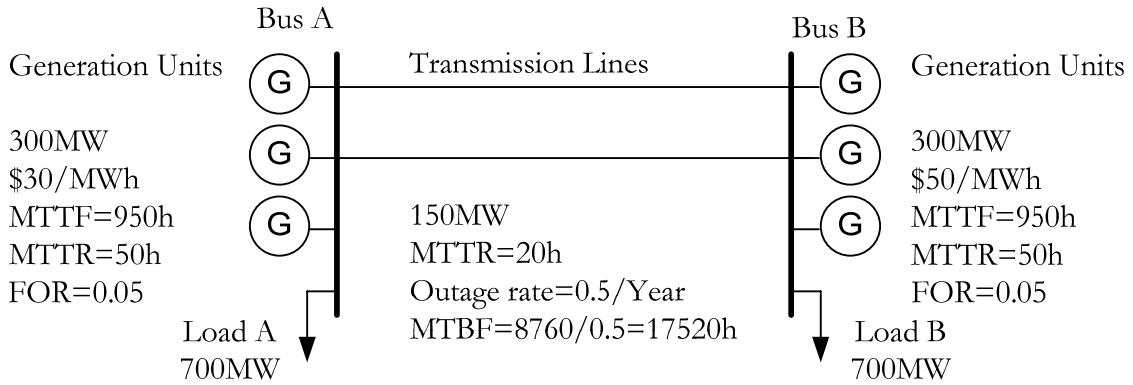 Bus A
Bus B
Generation Units
Transmission Lines
Generation Units
G
G
G
G
G
G
300MW
$30/MWh
MTTF=950h
MTTR=50h
FOR=0.05
150MW
MTTR=20h
Outage rate=0.5/Year
MTBF=8760/0.5=17520h
300MW
$50/MWh
MTTF=950h
MTTR=50h
FOR=0.05
Load A
700MW
Load B
700MW